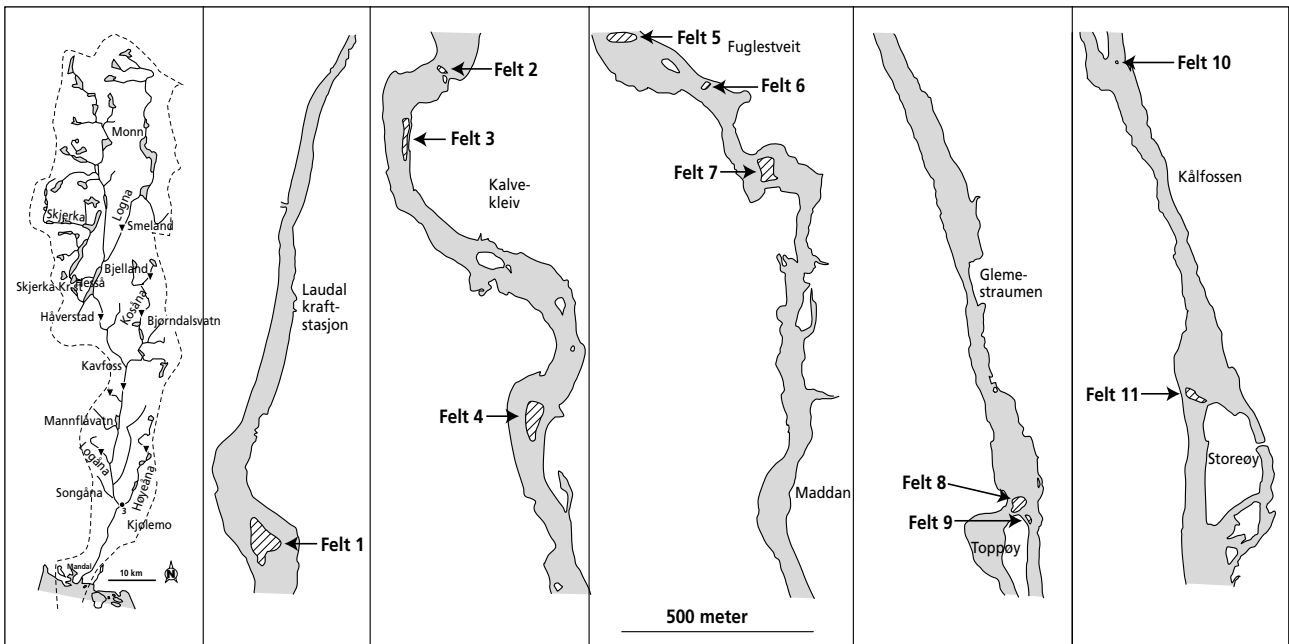 Monn
Logna
Skjerka
Smeland
Bjelland
Hesså
Skjerka Kr.st
Kosåna
Håverstad
Bjørndalsvatn
Kavfoss
Mannflåvatn
Logåna
Høyeåna
Songåna
3
Kjølemo
Mandal
10 km
N
Laudal
kraft-
stasjon
Felt 1
Felt 2
Felt 3
Kalve-
kleiv
Felt 4
Felt 5
Fuglestveit
Felt 6
Felt 7
Maddan
500 meter
Gleme-
straumen
Felt 8
Felt 9
Toppøy
Felt 10
Kålfossen
Felt 11
Storeøy